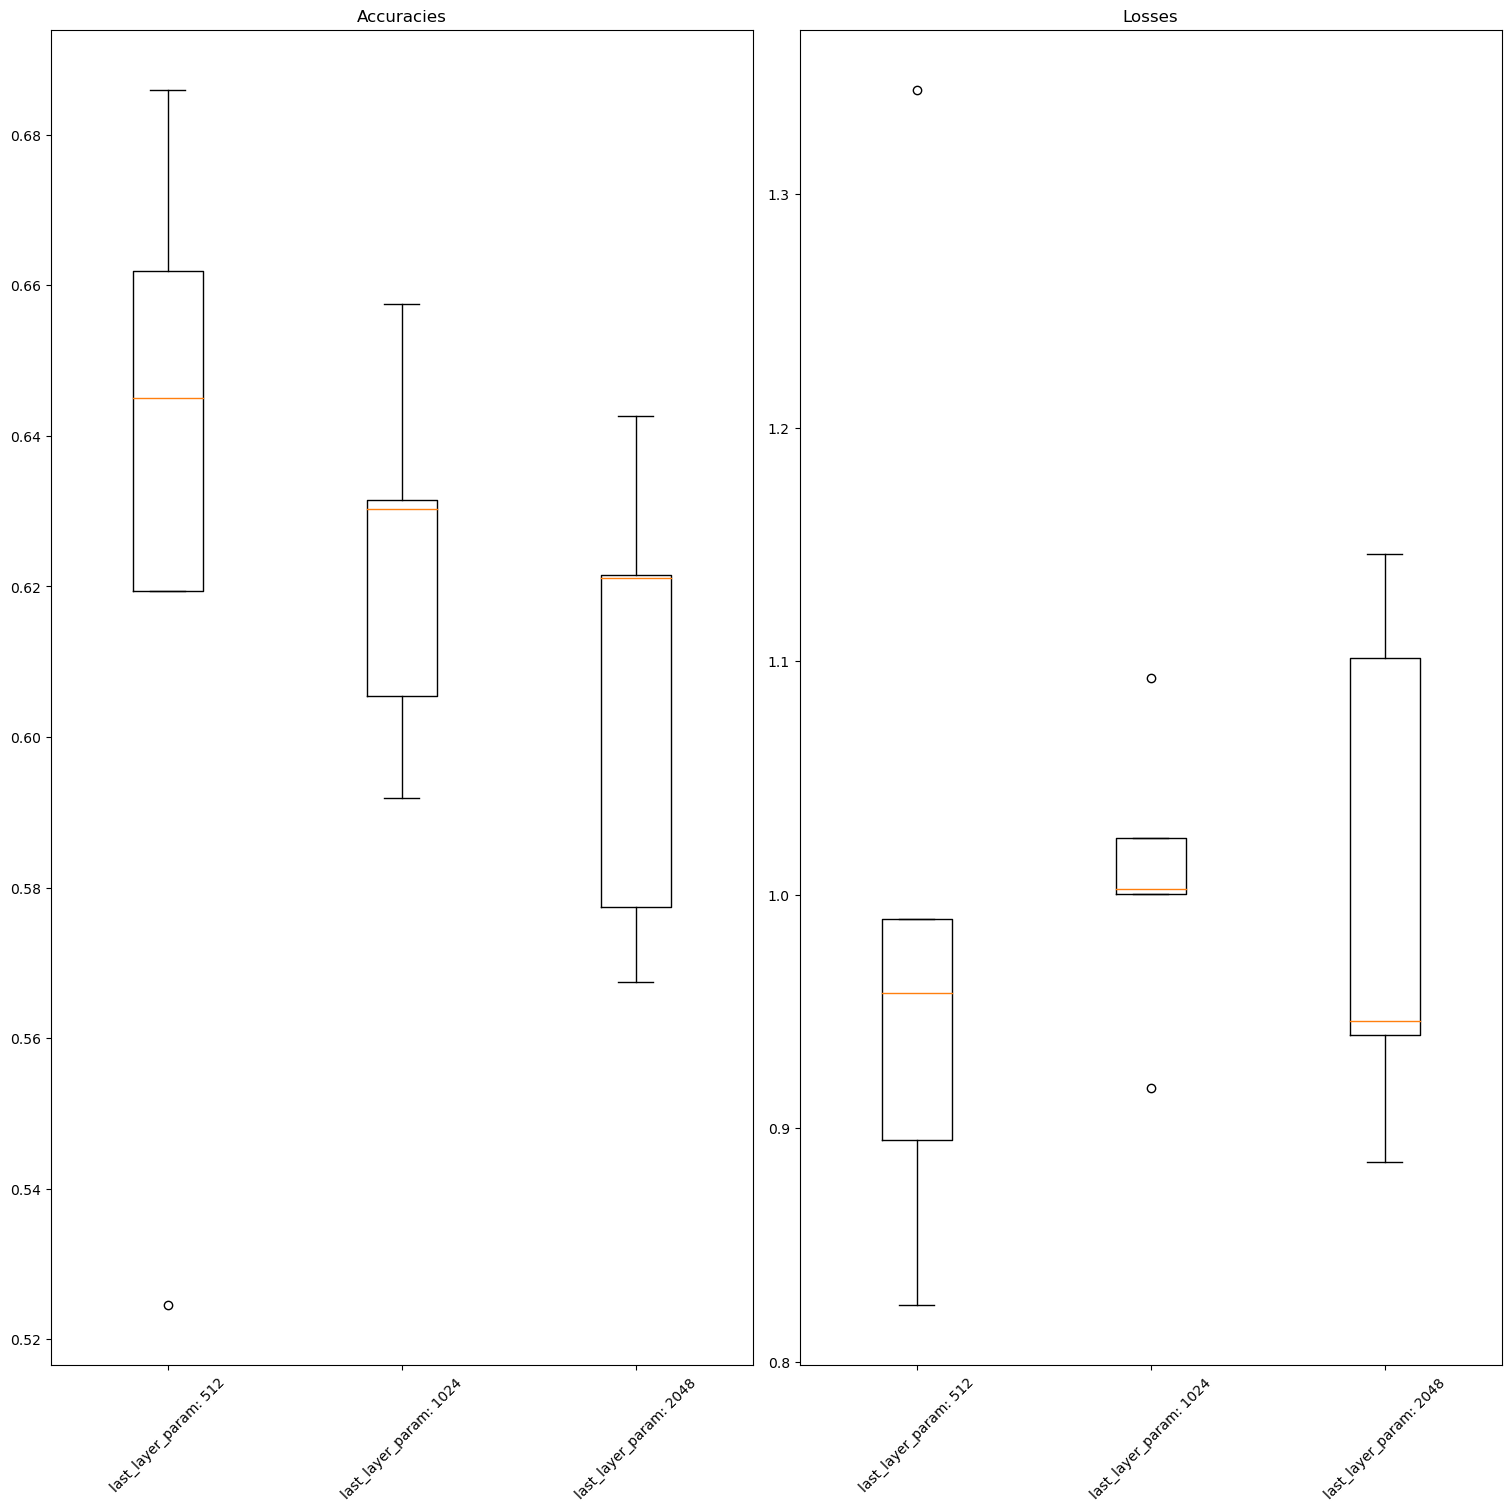 Accuracies
0.68
0.66
0.64
0.62
0.60
0.58
0.56
0.54
0.52
last_layer_param: 512
last_layer_param: 1024
last_layer_param: 2048
Losses
1.3
1.2
1.1
1.0
0.9
0.8
last_layer_param: 512
last_layer_param: 1024
last_layer_param: 2048